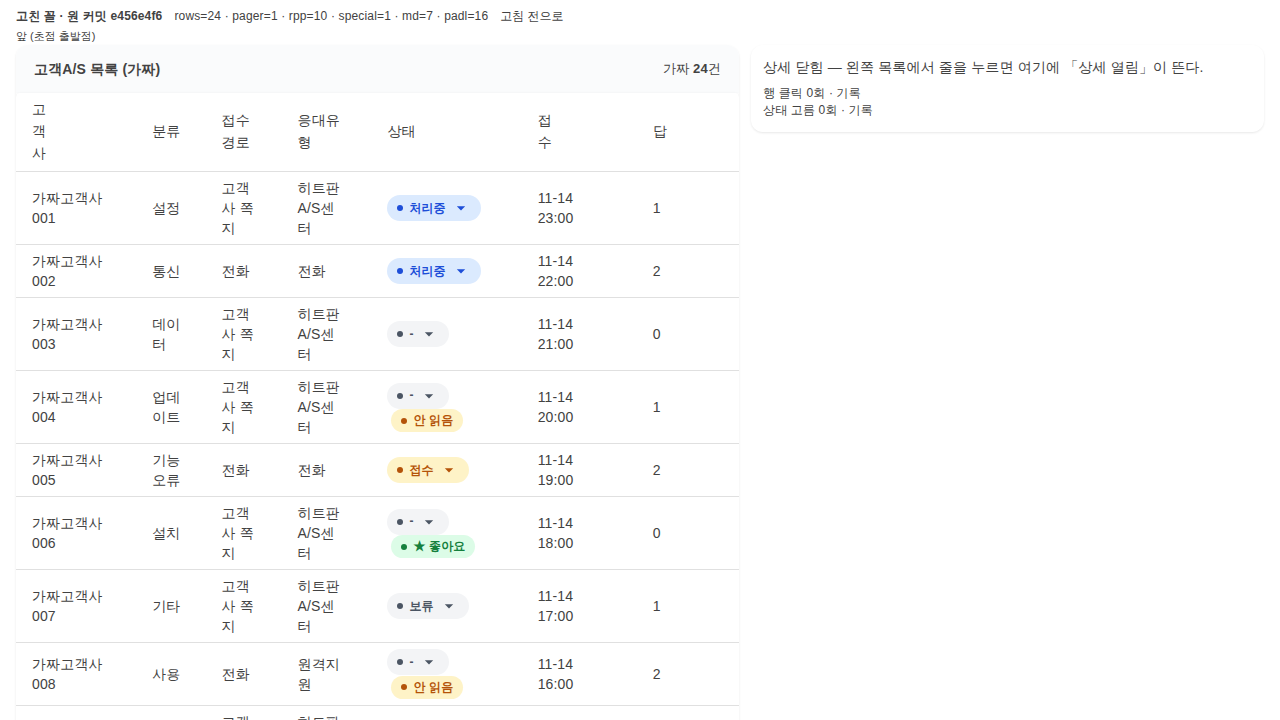 고친 꼴 · 원 커밋 e456e4f6 rows=24 · pager=1 · rpp=10 · special=1 · md=7 · padl=16 고침 전으로
앞 (초점 출발점)
고객A/S 목록 (가짜) 가짜 24건
고
객
사
분류
접수
경로
응대유
형
상태
접
수
답
가짜고객사
001
설정
고객
사 쪽
지
히트판
A/S센
터
처리중
11-14
23:00
1
가짜고객사
002
통신
전화
전화
처리중
11-14
22:00
2
가짜고객사
003
데이
터
고객
사 쪽
지
히트판
A/S센
터
-
11-14
21:00
0
가짜고객사
004
업데
이트
고객
사 쪽
지
히트판
A/S센
터
-
안 읽음
11-14
20:00
1
가짜고객사
005
기능
오류
전화
전화
접수
11-14
19:00
2
가짜고객사
006
설치
고객
사 쪽
지
히트판
A/S센
터
-
★ 좋아요
11-14
18:00
0
가짜고객사
007
기타
고객
사 쪽
지
히트판
A/S센
터
보류
11-14
17:00
1
가짜고객사
008
사용
전화
원격지
원
-
안 읽음
11-14
16:00
2
상세 닫힘 — 왼쪽 목록에서 줄을 누르면 여기에 「상세 열림」이 뜬다.
행 클릭 0회 · 기록
상태 고름 0회 · 기록